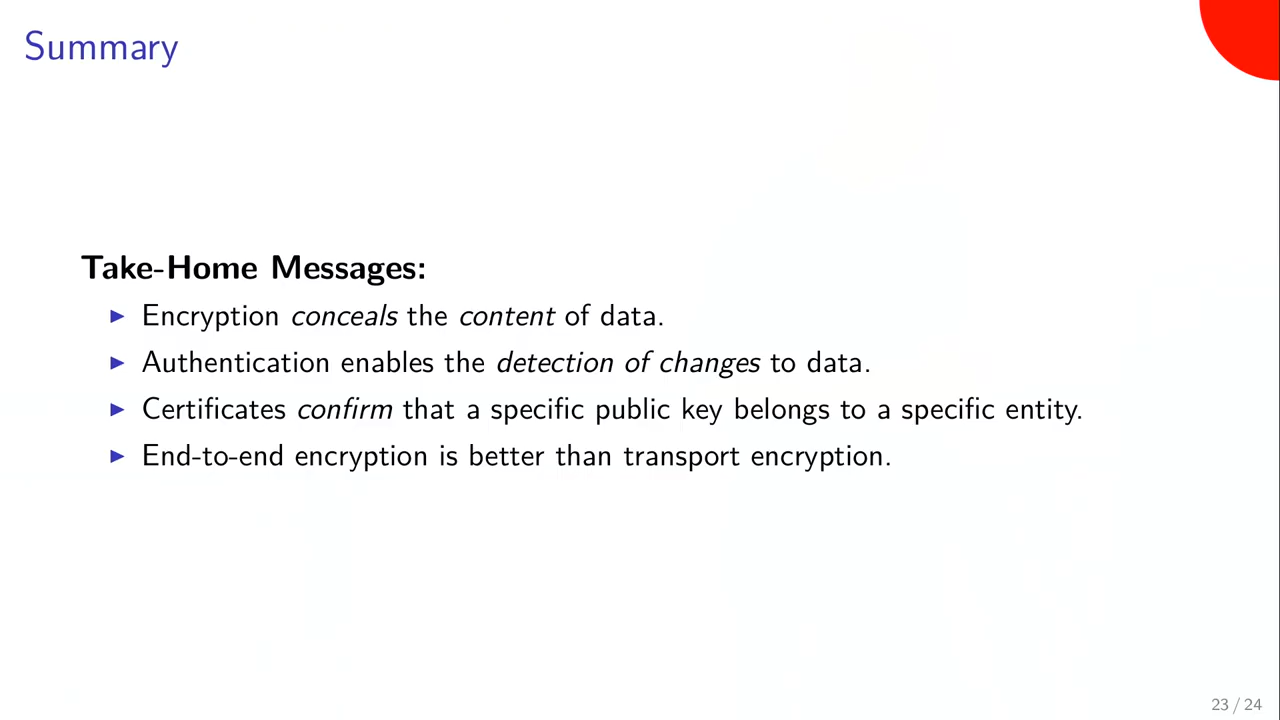 Summary
Take-Home Messages:
▶ Encryption conceals the content of data.
▶ Authentication enables the detection of changes to data.
▶ Certificates confirm that a specific public key belongs to a specific entity.
▶ End-to-end encryption is better than transport encryption.
23 / 24